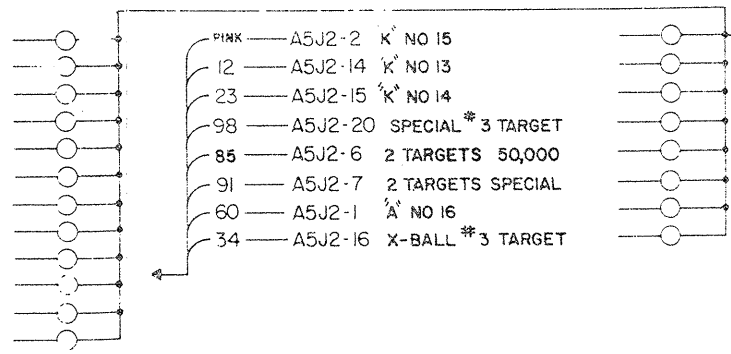 PINK A5J2-2 "K" NO 15
12 A5J2-14 "K" NO 13
23 A5J2-15 "K" NO 14
98 A5J2-20 SPECIAL # 3 TARGET
85 A5J2-6 2 TARGETS 50,000
91 A5J2-7 2 TARGETS SPECIAL
60 A5J2-1 "A" NO 16
34 A5J2-16 X-BALL # 3 TARGET